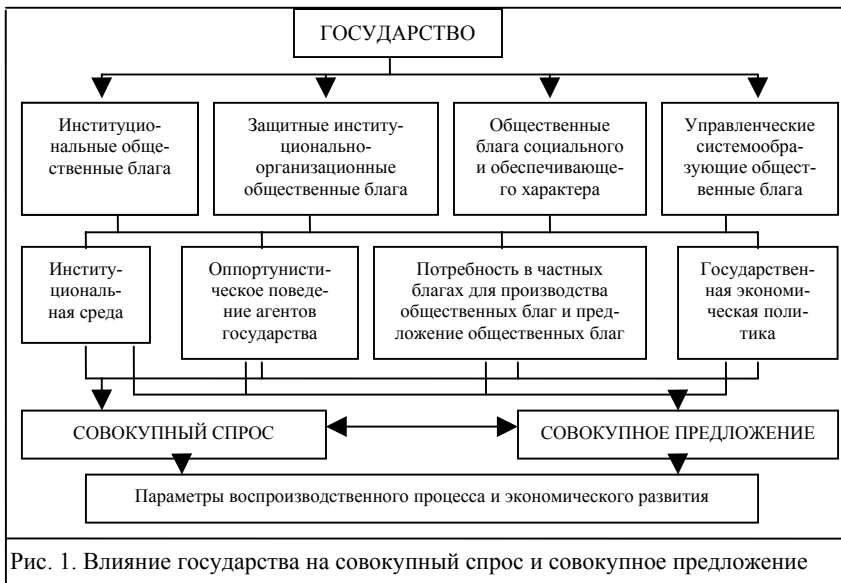 ГОСУДАРСТВО
Институцио-
нальные обще-
ственные блага
Защитные институ-
ционально-
организационные
общественные блага
Общественные
блага социального
и обеспечивающе-
го характера
Управленческие
системообра-
зующие общест-
венные блага
Институ-
циональ-
ная среда
Оппортунисти-
ческое поведе-
ние агентов
государства
Потребность в частных
благах для производства
общественных благ и пред-
ложение общественных благ
Государствен-
ная экономи-
ческая поли-
тика
СОВОКУПНЫЙ СПРОС
СОВОКУПНОЕ ПРЕДЛОЖЕНИЕ
Параметры воспроизводственного процесса и экономического развития
Рис. 1. Влияние государства на совокупный спрос и совокупное предложение